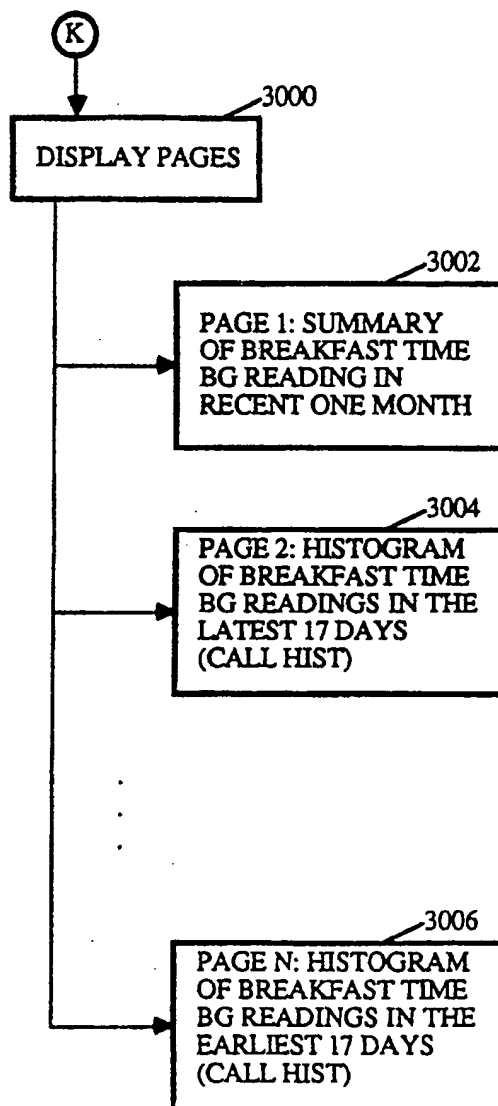 K
3000
DISPLAY PAGES
3002
PAGE 1: SUMMARY
OF BREAKFAST TIME
BG READING IN
RECENT ONE MONTH
3004
PAGE 2: HISTOGRAM
OF BREAKFAST TIME
BG READINGS IN THE
LATEST 17 DAYS
(CALL HIST)
3006
PAGE N: HISTOGRAM
OF BREAKFAST TIME
BG READINGS IN THE
EARLIEST 17 DAYS
(CALL HIST)